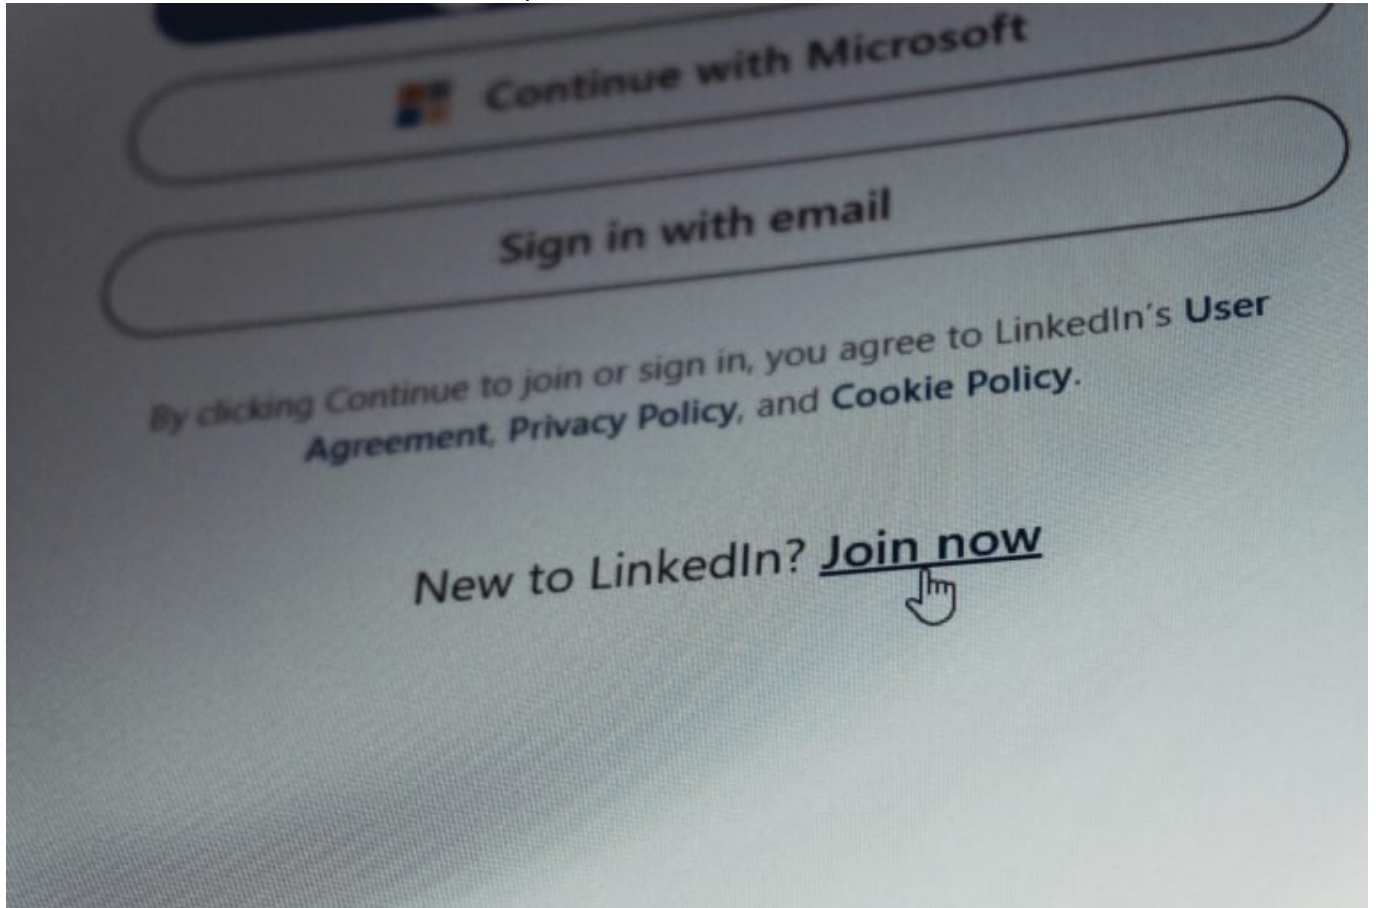 Continue with Microsoft
Sign in with email
By clicking Continue to join or sign in, you agree to LinkedIn's User
Agreement, Privacy Policy, and Cookie Policy.
New to LinkedIn? Join now